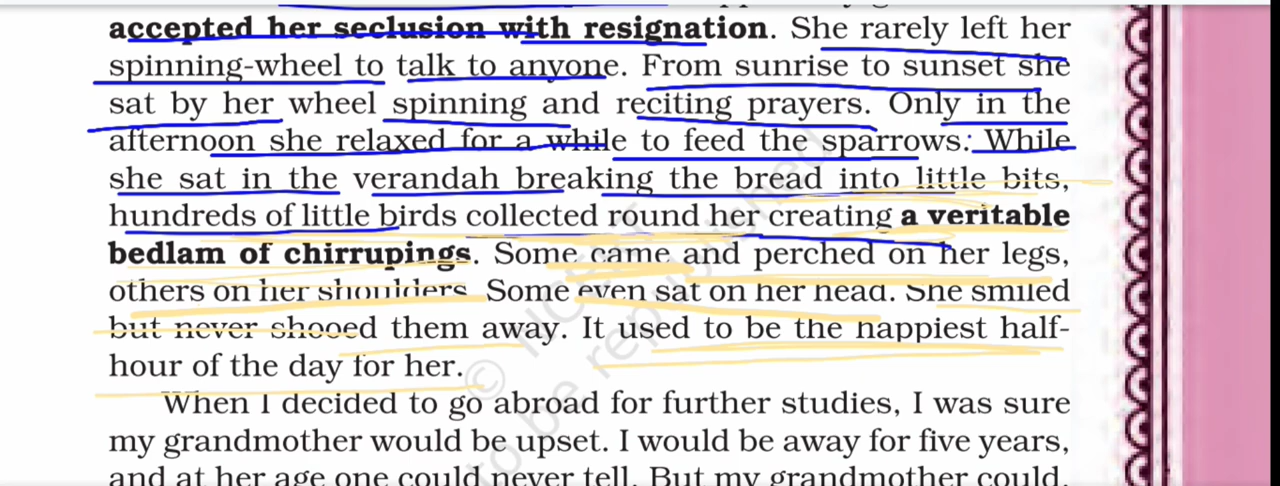 accepted her seclusion with resignation. She rarely left her
spinning-wheel to talk to anyone. From sunrise to sunset she
sat by her wheel spinning and reciting prayers. Only in the
afternoon she relaxed for a while to feed the sparrows. While
she sat in the verandah breaking the bread into little bits,
hundreds of little birds collected round her creating a veritable
bedlam of chirrupings. Some came and perched on her legs,
others on her shoulders. Some even sat on her head. She smiled
but never shooed them away. It used to be the happiest half-
hour of the day for her.
When I decided to go abroad for further studies, I was sure
my grandmother would be upset. I would be away for five years,
and at her age one could never tell. But my grandmother could.
© NCERT
to be republished